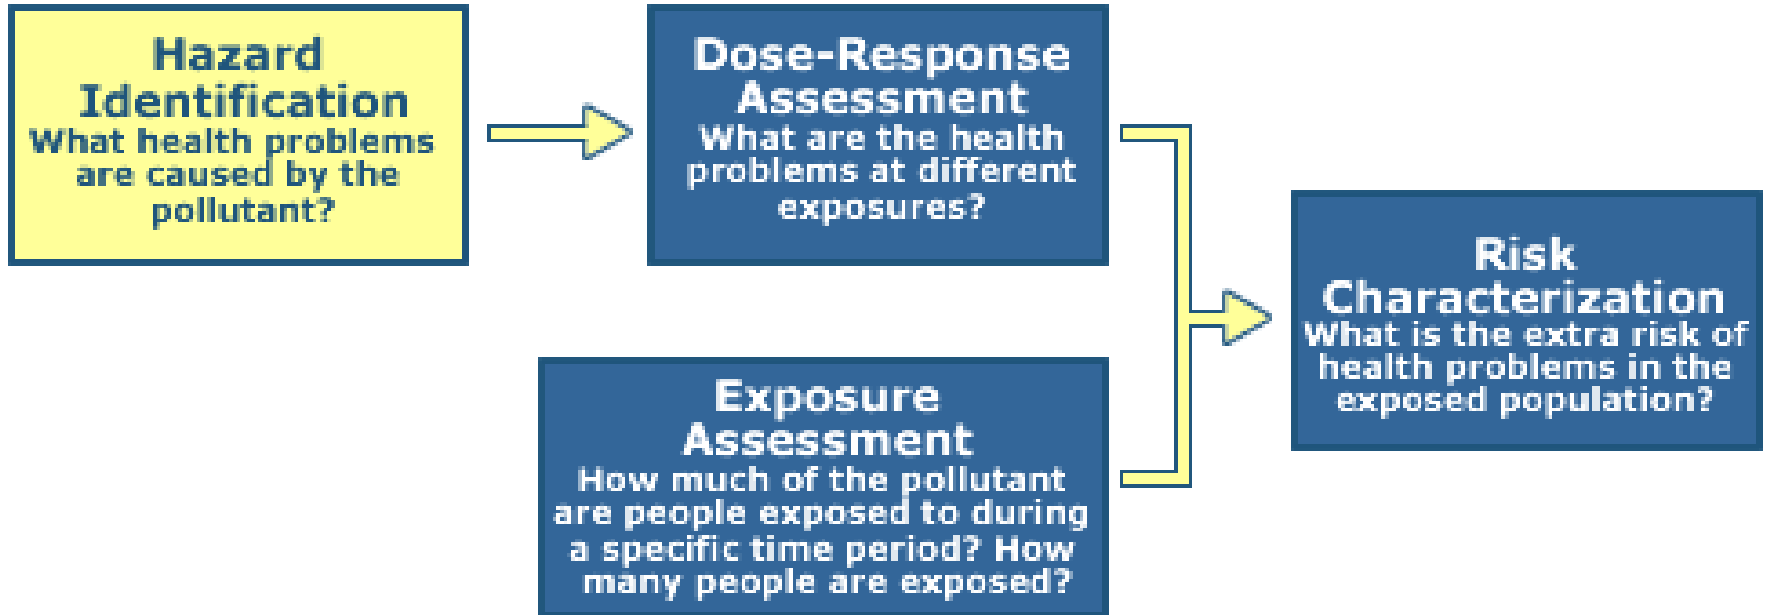 Hazard
Identification
What health problems
are caused by the
pollutant?
Dose-Response
Assessment
What are the health
problems at different
exposures?
Exposure
Assessment
How much of the pollutant
are people exposed to during
a specific time period? How
many people are exposed?
Risk
Characterization
What is the extra risk of
health problems in the
exposed population?